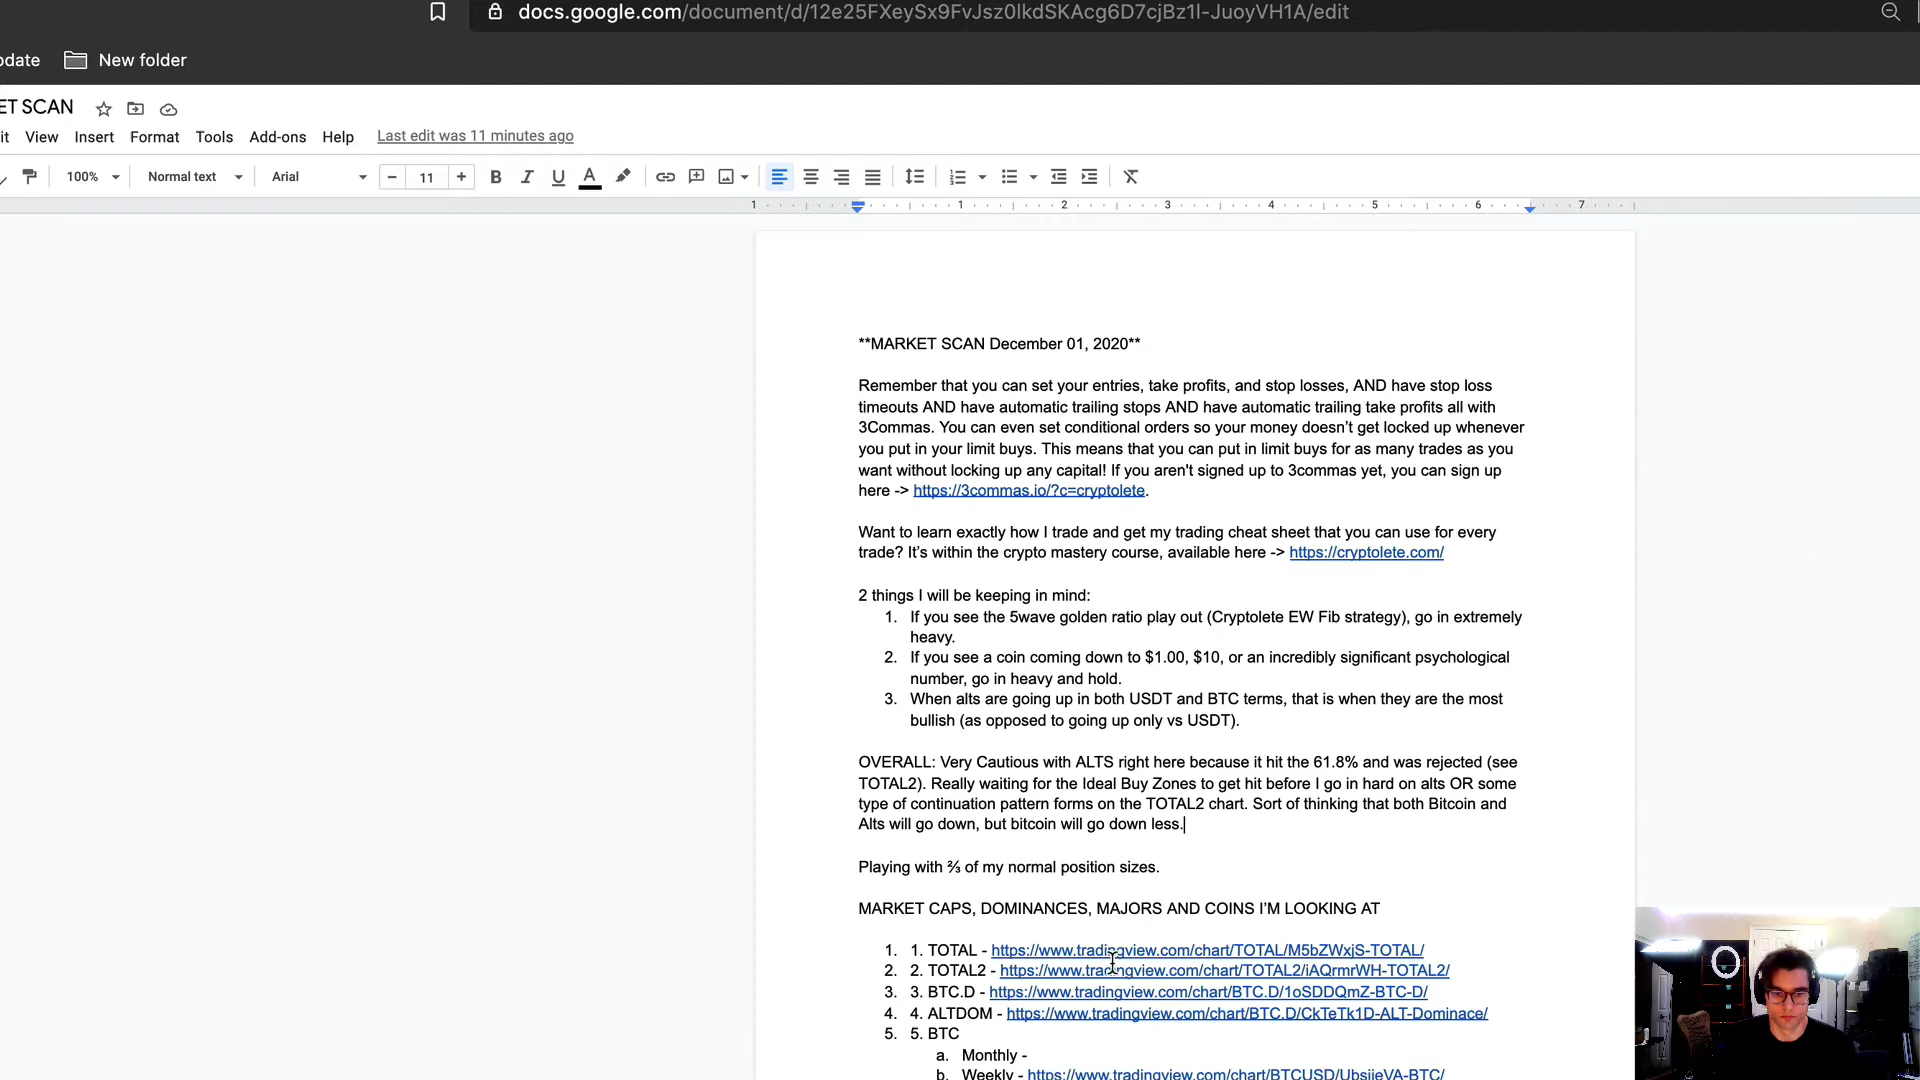 docs.google.com/document/d/12e25FXeySx9FvJsz0lkdSKAcg6D7cjBz1l-JuoyVH1A/edit
pdate New folder
ET SCAN
it View Insert Format Tools Add-ons Help Last edit was 11 minutes ago
100% Normal text Arial 11
1 1 2 3 4 5 6 7
**MARKET SCAN December 01, 2020**
Remember that you can set your entries, take profits, and stop losses, AND have stop loss
timeouts AND have automatic trailing stops AND have automatic trailing take profits all with
3Commas. You can even set conditional orders so your money doesn’t get locked up whenever
you put in your limit buys. This means that you can put in limit buys for as many trades as you
want without locking up any capital! If you aren't signed up to 3commas yet, you can sign up
here -> https://3commas.io/?c=cryptolete.
Want to learn exactly how I trade and get my trading cheat sheet that you can use for every
trade? It’s within the crypto mastery course, available here -> https://cryptolete.com/
2 things I will be keeping in mind:
1. If you see the 5wave golden ratio play out (Cryptolete EW Fib strategy), go in extremely
heavy.
2. If you see a coin coming down to $1.00, $10, or an incredibly significant psychological
number, go in heavy and hold.
3. When alts are going up in both USDT and BTC terms, that is when they are the most
bullish (as opposed to going up only vs USDT).
OVERALL: Very Cautious with ALTS right here because it hit the 61.8% and was rejected (see
TOTAL2). Really waiting for the Ideal Buy Zones to get hit before I go in hard on alts OR some
type of continuation pattern forms on the TOTAL2 chart. Sort of thinking that both Bitcoin and
Alts will go down, but bitcoin will go down less.
Playing with ⅔ of my normal position sizes.
MARKET CAPS, DOMINANCES, MAJORS AND COINS I’M LOOKING AT
1. 1. TOTAL - https://www.tradingview.com/chart/TOTAL/M5bZWxjS-TOTAL/
2. 2. TOTAL2 - https://www.tradingview.com/chart/TOTAL2/iAQrmrWH-TOTAL2/
3. 3. BTC.D - https://www.tradingview.com/chart/BTC.D/1oSDDQmZ-BTC-D/
4. 4. ALTDOM - https://www.tradingview.com/chart/BTC.D/CkTeTk1D-ALT-Dominace/
5. 5. BTC
a. Monthly -
b. Weekly - https://www.tradingview.com/chart/BTCUSD/UbsiieVA-BTC/